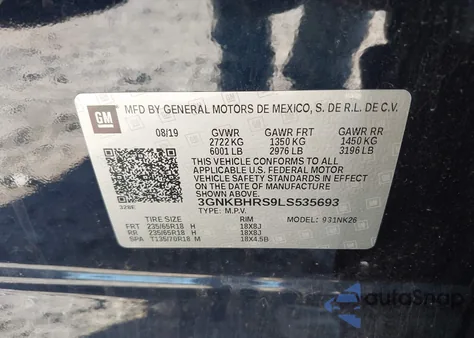 GM
MFD BY GENERAL MOTORS DE MEXICO, S. DE R.L. DE C.V.
08/19 GVWR GAWR FRT GAWR RR
2722 KG 1350 KG 1450 KG
6001 LB 2976 LB 3196 LB
THIS VEHICLE CONFORMS TO ALL
APPLICABLE U.S. FEDERAL MOTOR
VEHICLE SAFETY STANDARDS IN EFFECT
ON THE DATE OF MANUFACTURE SHOWN ABOVE.
3GNKBHRS9LS535693
TYPE: M.P.V. MODEL: 931NK26
TIRE SIZE RIM
FRT 235/65R18 H 18X8J
RR 235/65R18 H 18X8J
SPA T135/70R18 M 18X4.5B
autoSnap